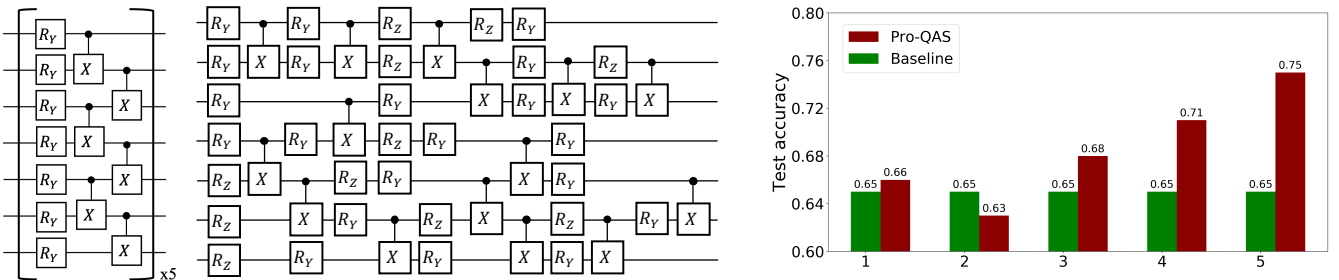 R_Y
R_Y X
R_Y X
R_Y X
R_Y X
R_Y X
R_Y X
x5
R_Y R_Y R_Z R_Z R_Y
R_Y X R_Y X R_Z X R_Y R_Z
R_Y R_Y X R_Y X R_Y X
R_Y R_Y X R_Z R_Y R_Y
R_Z X R_Z R_Y X R_Y
R_Z X R_Y R_Z X R_Z R_Y X
R_Z R_Y X R_Y X R_Y X
Test accuracy
0.80
0.76
0.72
0.68
0.64
0.60
Pro-QAS
Baseline
0.65 0.66 0.65 0.63 0.65 0.68 0.65 0.71 0.65 0.75
1 2 3 4 5